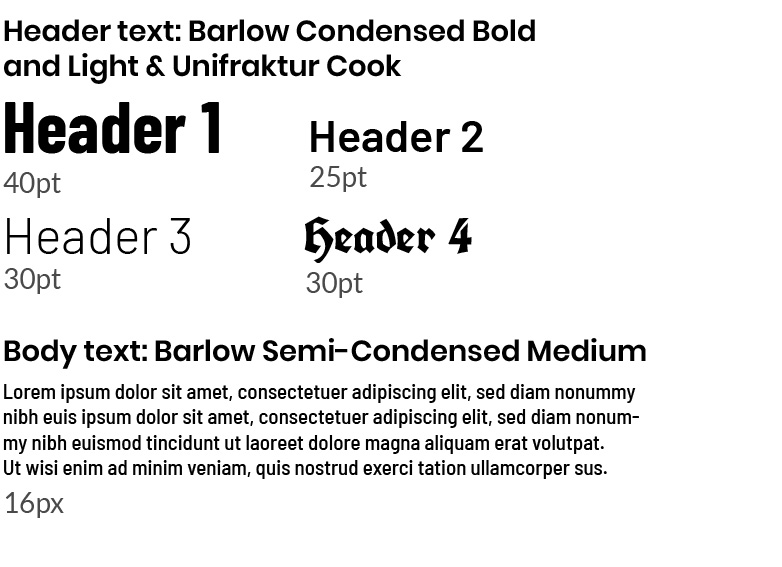 Header text: Barlow Condensed Bold
and Light & Unifraktur Cook
Header 1
Header 2
40pt
25pt
Header 3
Header 4
30pt
30pt
Body text: Barlow Semi-Condensed Medium
Lorem ipsum dolor sit amet, consectetuer adipiscing elit, sed diam nonummy
nibh euis ipsum dolor sit amet, consectetuer adipiscing elit, sed diam nonum-
my nibh euismod tincidunt ut laoreet dolore magna aliquam erat volutpat.
Ut wisi enim ad minim veniam, quis nostrud exerci tation ullamcorper sus.
16px